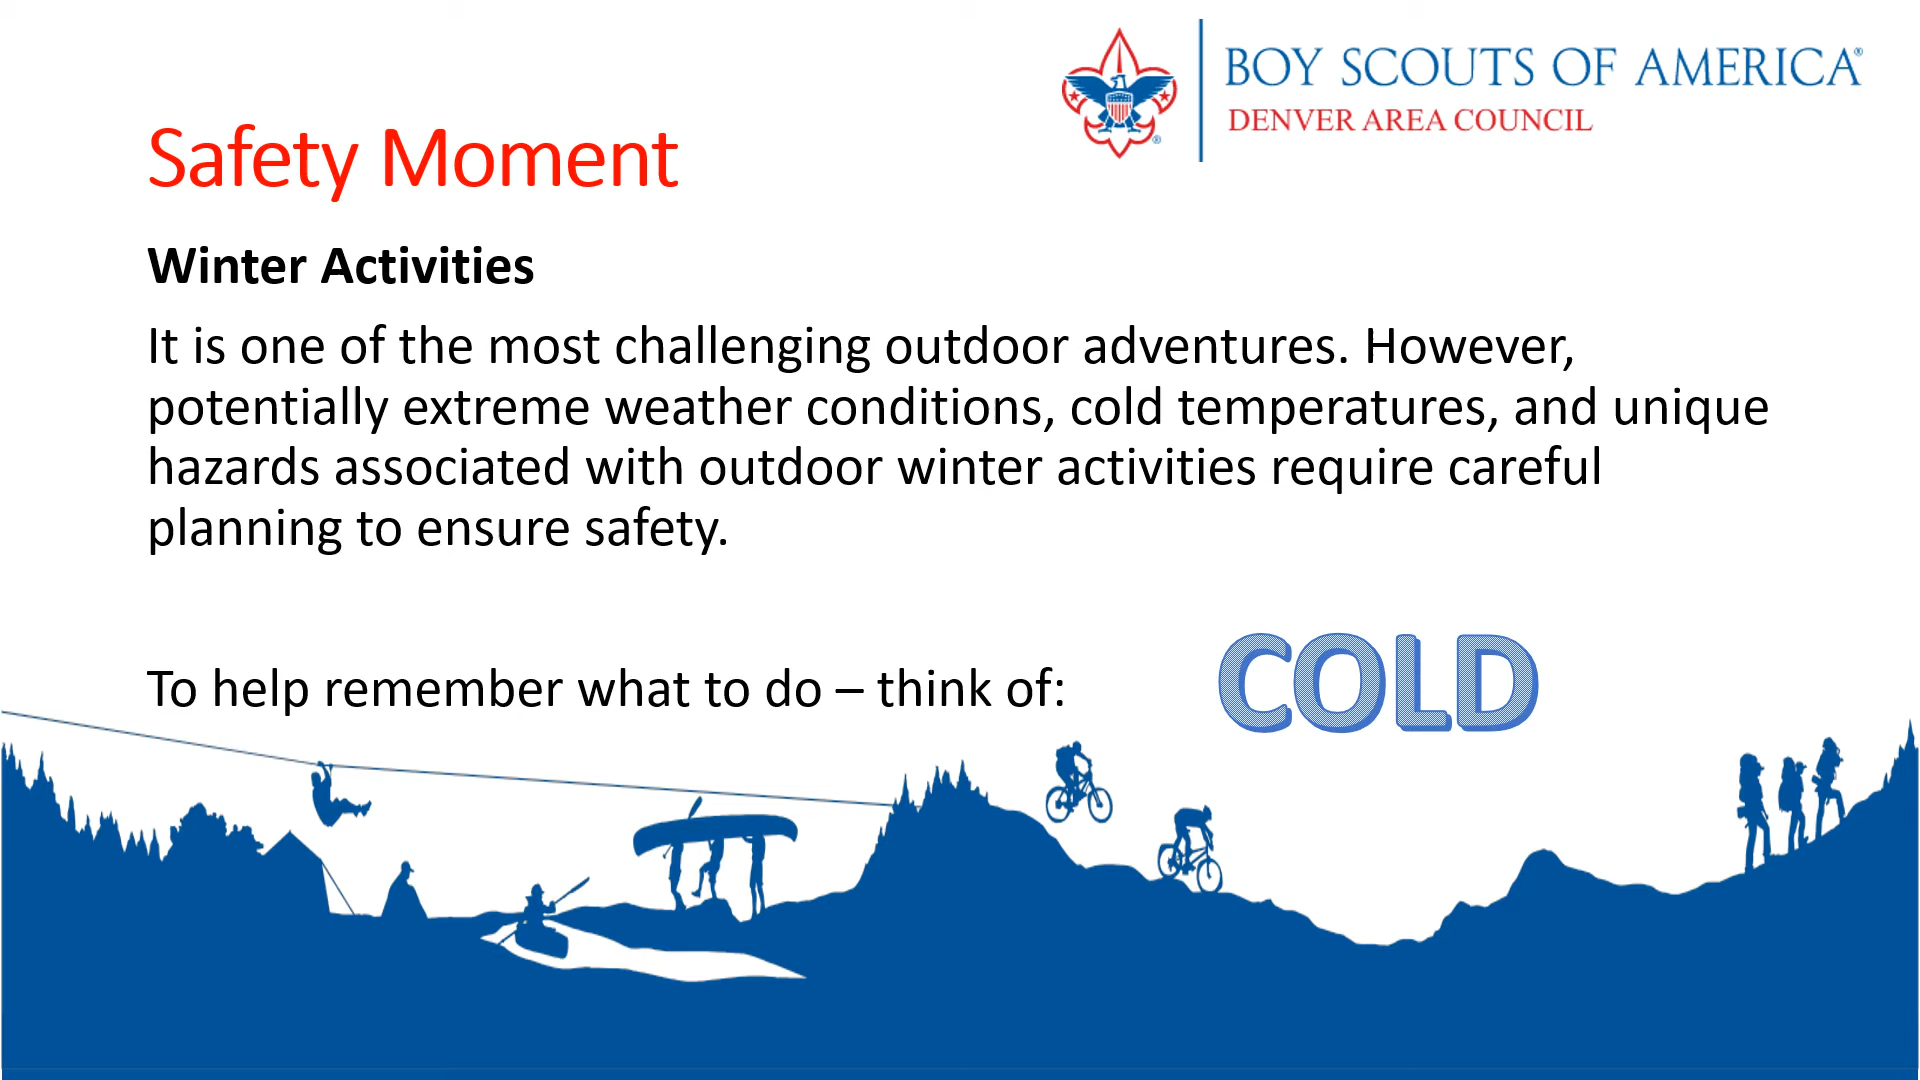 BOY SCOUTS OF AMERICA®
DENVER AREA COUNCIL
®
Safety Moment
Winter Activities
It is one of the most challenging outdoor adventures. However,
potentially extreme weather conditions, cold temperatures, and unique
hazards associated with outdoor winter activities require careful
planning to ensure safety.
To help remember what to do – think of:
COLD